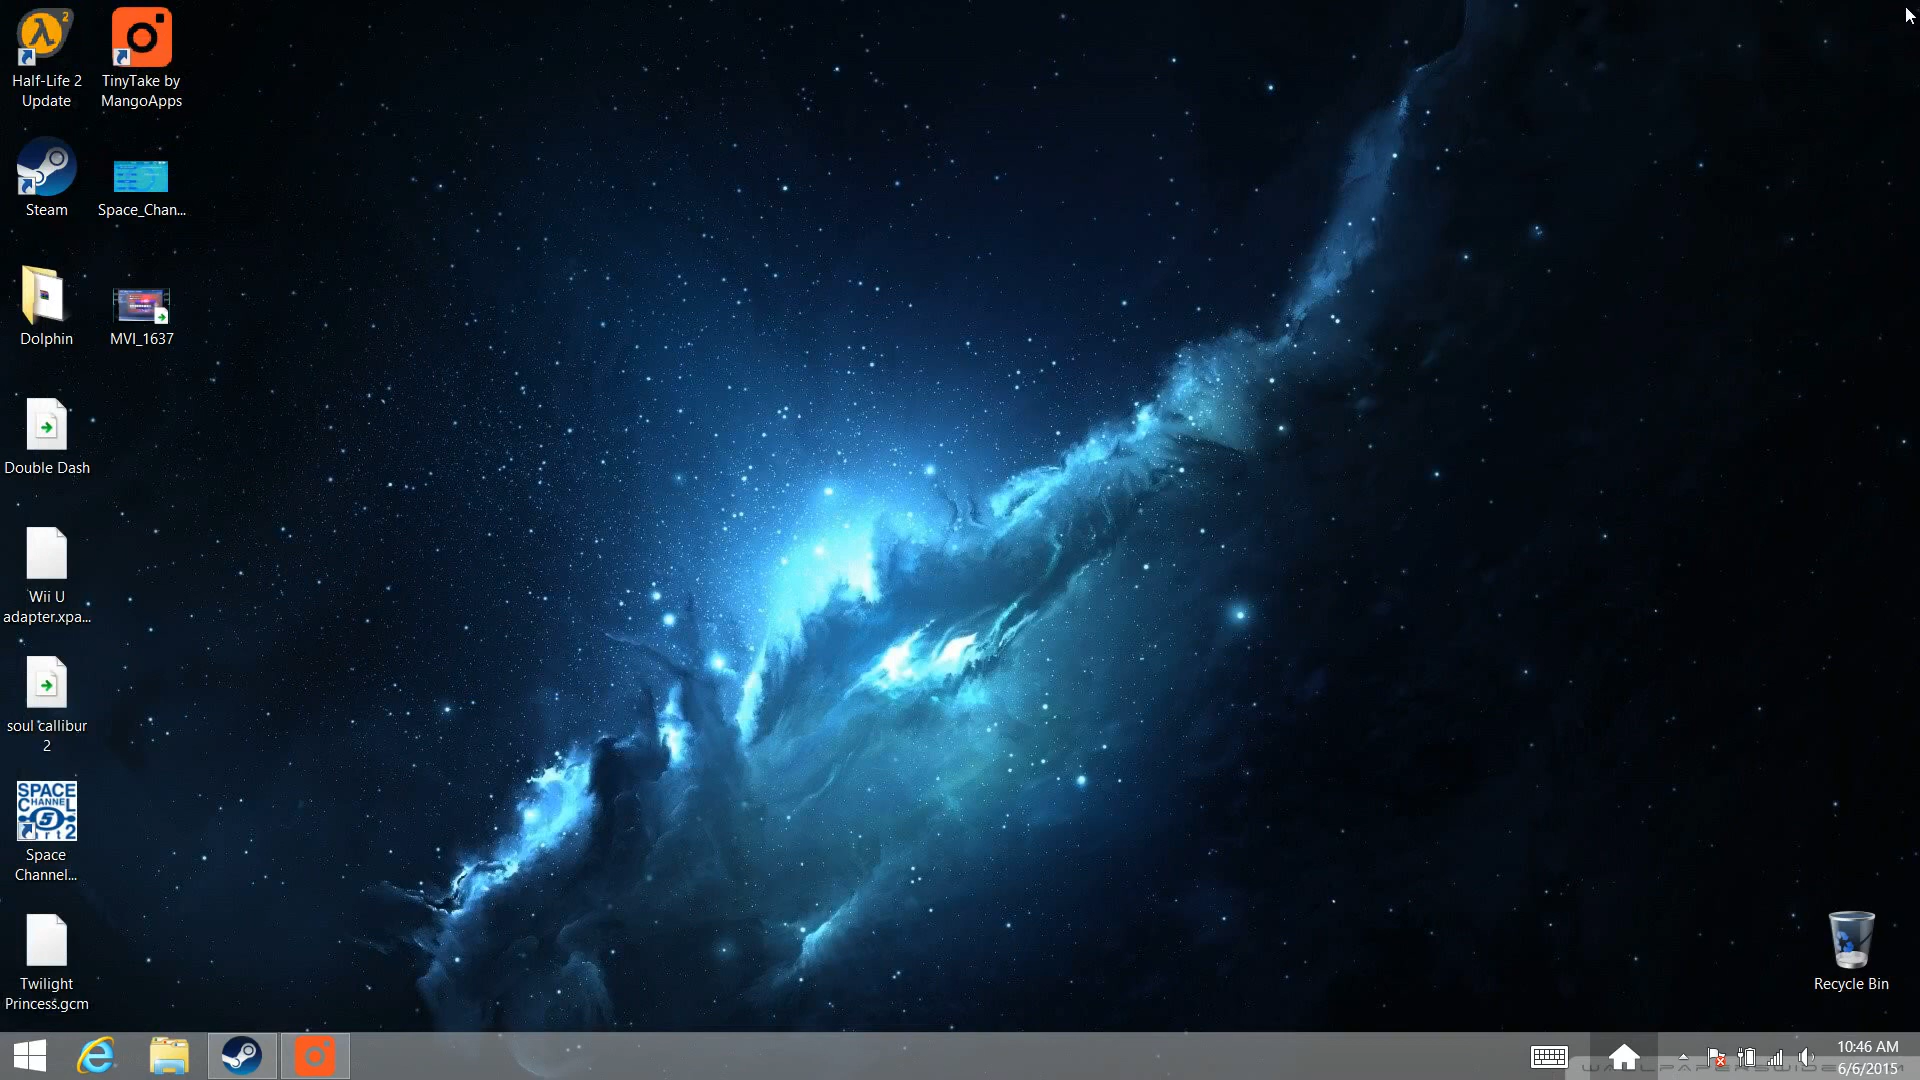 Half-Life 2
Update
TinyTake by
MangoApps
Steam
Space_Chan...
Dolphin
MVI_1637
Double Dash
Wii U
adapter.xpa...
soul callibur
2
SPACE
CHANNEL
5
Space
Channel...
Twilight
Princess.gcm
Recycle Bin
10:46 AM
6/6/2015